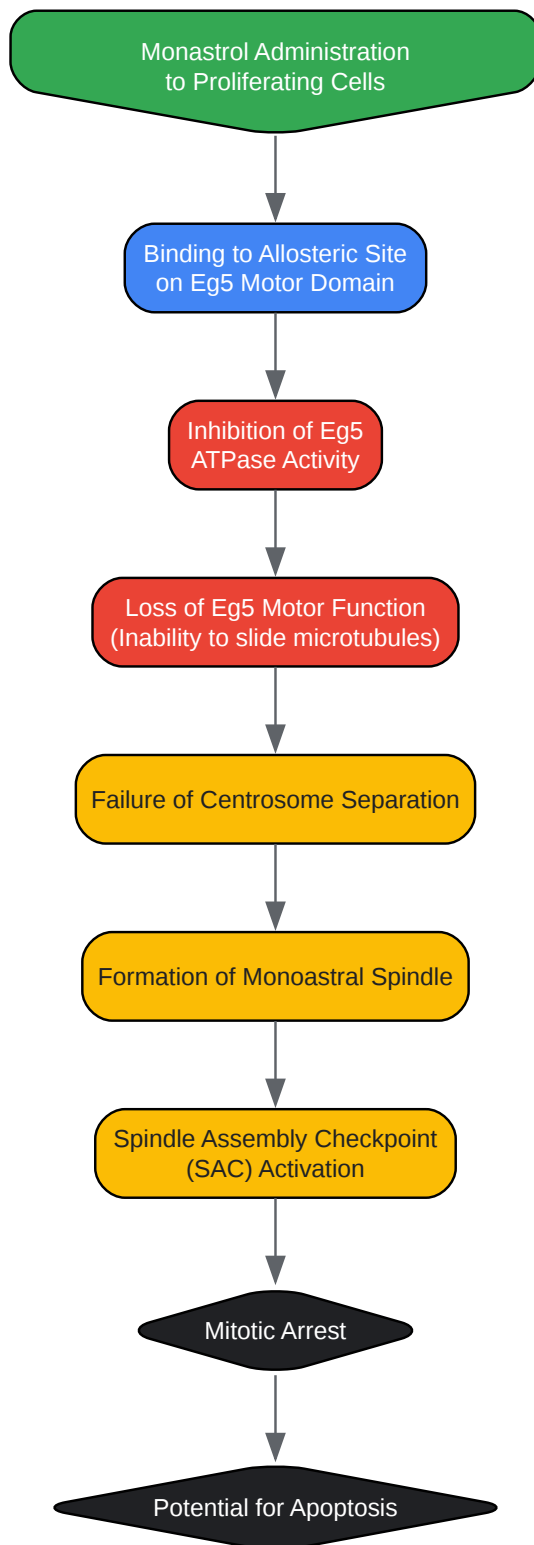 Monastrol Administration
to Proliferating Cells
Binding to Allosteric Site
on Eg5 Motor Domain
Inhibition of Eg5
ATPase Activity
Loss of Eg5 Motor Function
(Inability to slide microtubules)
Failure of Centrosome Separation
Formation of Monoastral Spindle
Spindle Assembly Checkpoint
(SAC) Activation
Mitotic Arrest
Potential for Apoptosis